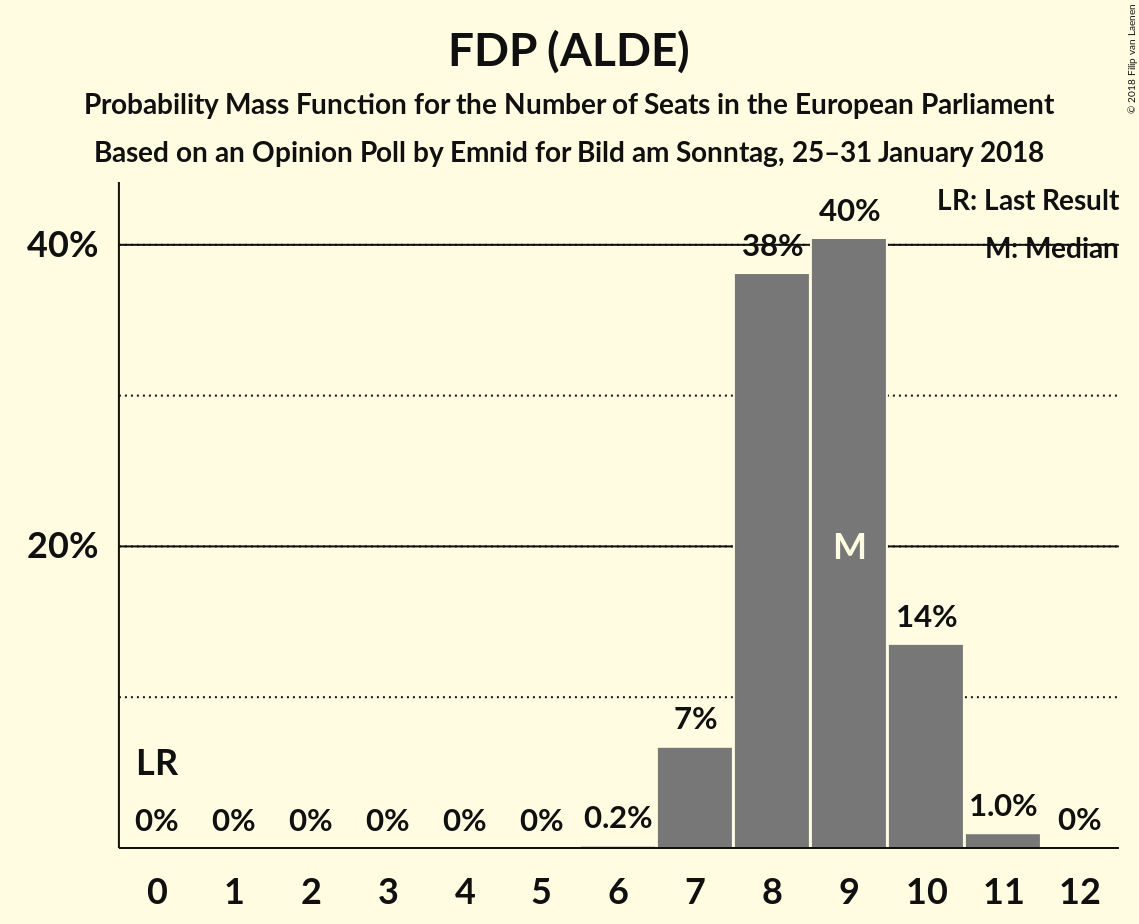 FDP (ALDE)
Probability Mass Function for the Number of Seats in the European Parliament
Based on an Opinion Poll by Emnid for Bild am Sonntag, 25–31 January 2018
© 2018 Filip van Laenen
LR: Last Result
M: Median
40%
20%
40%
38%
M
14%
7%
LR
0% 0% 0% 0% 0% 0% 0.2% 1.0% 0%
0 1 2 3 4 5 6 7 8 9 10 11 12